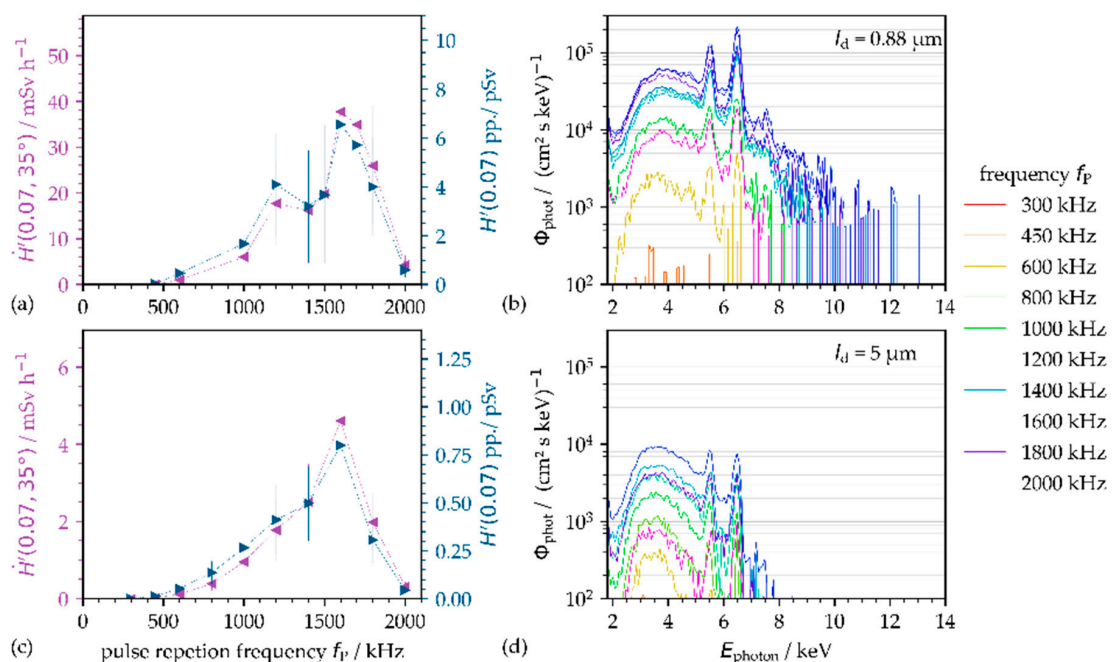 Ḣ′(0.07, 35°) / mSv h⁻¹
50
40
30
20
10
0
10
8
6
4
2
0
H′(0.07) pp./ pSv
0 500 1000 1500 2000
(a)
Φphot / (cm² s keV)⁻¹
10⁵
10⁴
10³
10²
ld = 0.88 µm
2 4 6 8 10 12 14
(b)
Ḣ′(0.07, 35°) / mSv h⁻¹
6
4
2
0
1.25
1.00
0.75
0.50
0.25
0.00
H′(0.07) pp./ pSv
0 500 1000 1500 2000
(c)
pulse repetion frequency fP / kHz
Φphot / (cm² s keV)⁻¹
10⁵
10⁴
10³
10²
ld = 5 µm
2 4 6 8 10 12 14
(d)
Ephoton / keV
frequency fP
300 kHz
450 kHz
600 kHz
800 kHz
1000 kHz
1200 kHz
1400 kHz
1600 kHz
1800 kHz
2000 kHz